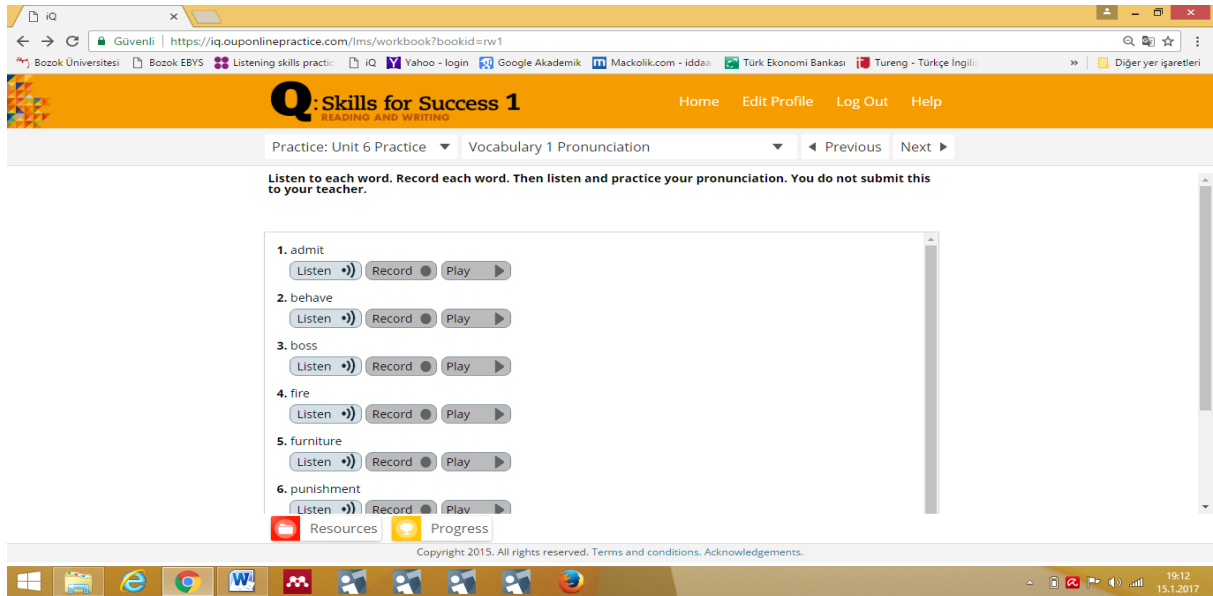 iQ
Güvenli | https://iq.ouponlinepractice.com/lms/workbook?bookid=rw1
Bozok Üniversitesi Bozok EBYS Listening skills practic iQ Yahoo - login Google Akademik Mackolik.com - iddaa Türk Ekonomi Bankası Tureng - Türkçe İngili » Diğer yer işaretleri
Q: Skills for Success 1
READING AND WRITING
Home Edit Profile Log Out Help
Practice: Unit 6 Practice Vocabulary 1 Pronunciation Previous Next
Listen to each word. Record each word. Then listen and practice your pronunciation. You do not submit this
to your teacher.
1. admit
Listen Record Play
2. behave
Listen Record Play
3. boss
Listen Record Play
4. fire
Listen Record Play
5. furniture
Listen Record Play
6. punishment
Listen Record Play
Resources Progress
Copyright 2015. All rights reserved. Terms and conditions. Acknowledgements.
19:12
15.1.2017